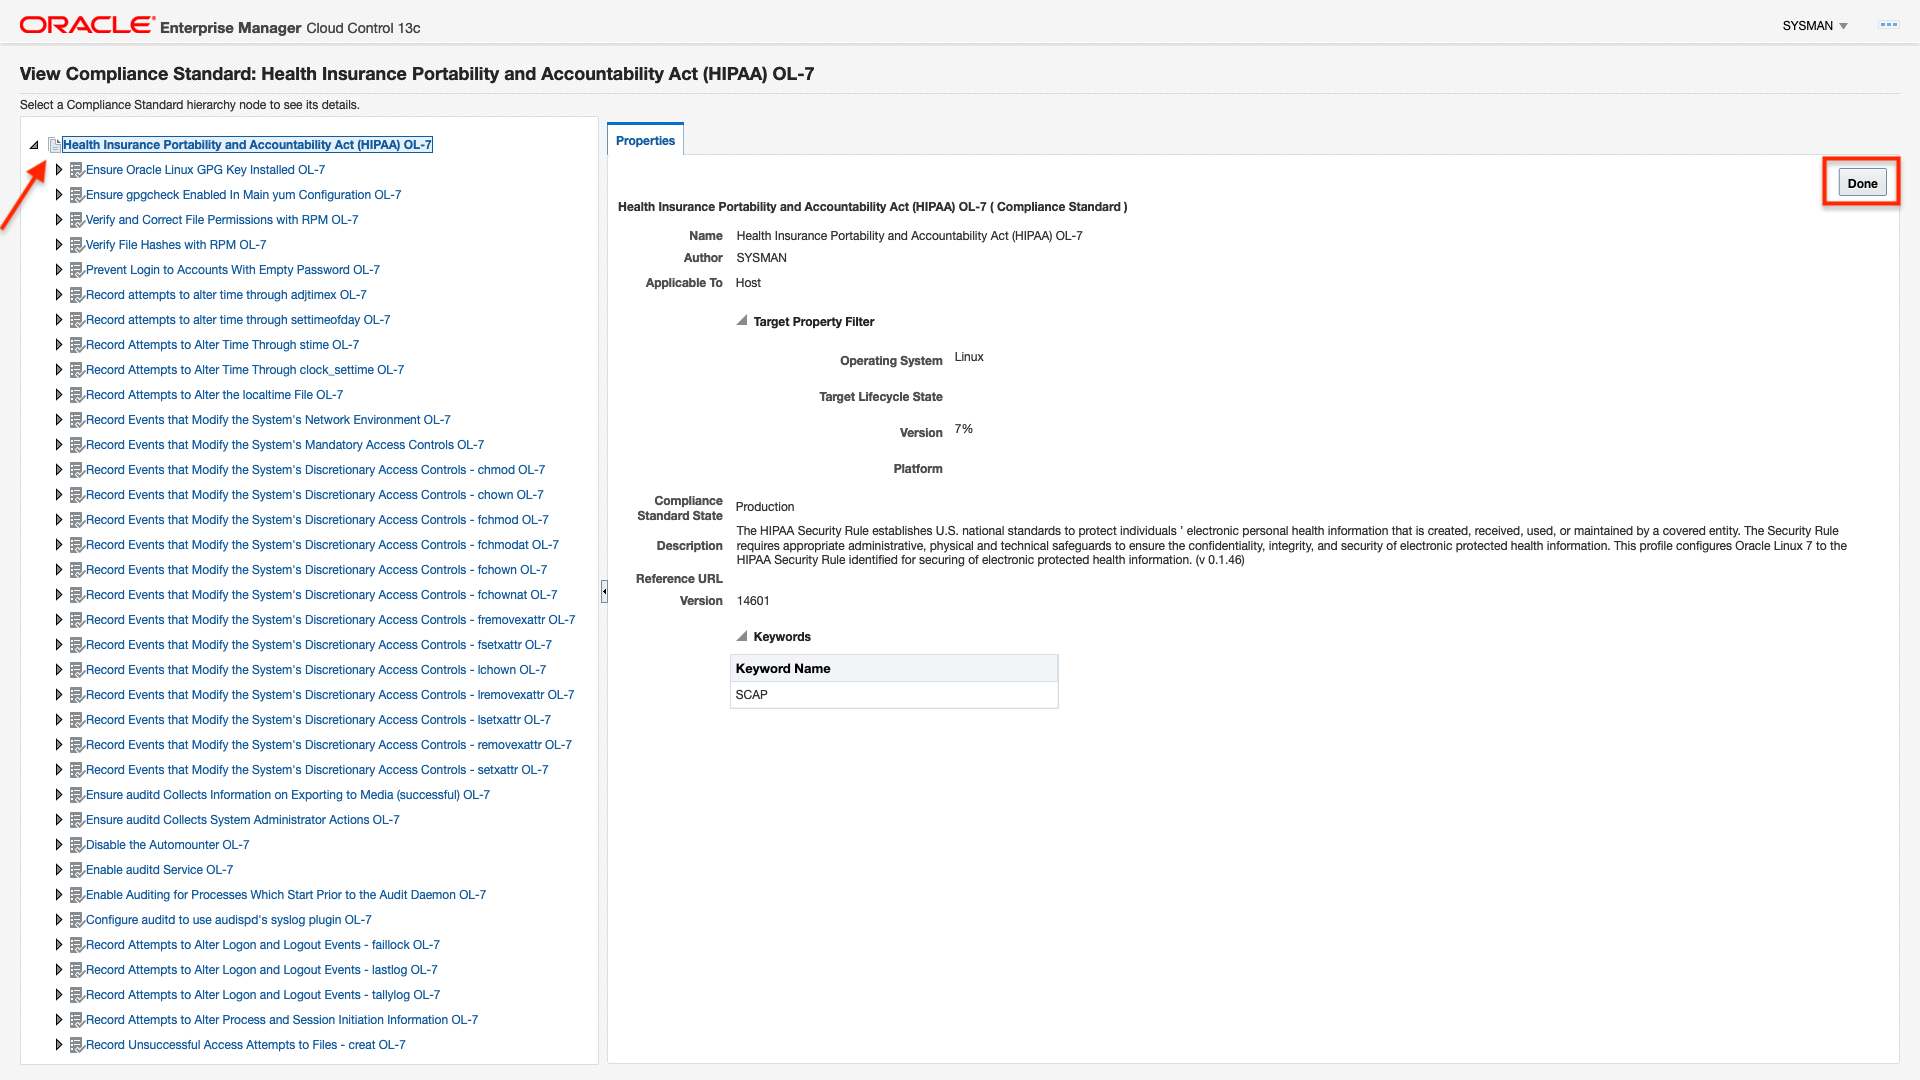 ORACLE Enterprise Manager Cloud Control 13c
SYSMAN
View Compliance Standard: Health Insurance Portability and Accountability Act (HIPAA) OL-7
Select a Compliance Standard hierarchy node to see its details.
Health Insurance Portability and Accountability Act (HIPAA) OL-7
Ensure Oracle Linux GPG Key Installed OL-7
Ensure gpgcheck Enabled In Main yum Configuration OL-7
Verify and Correct File Permissions with RPM OL-7
Verify File Hashes with RPM OL-7
Prevent Login to Accounts With Empty Password OL-7
Record attempts to alter time through adjtimex OL-7
Record attempts to alter time through settimeofday OL-7
Record Attempts to Alter Time Through stime OL-7
Record Attempts to Alter Time Through clock_settime OL-7
Record Attempts to Alter the localtime File OL-7
Record Events that Modify the System's Network Environment OL-7
Record Events that Modify the System's Mandatory Access Controls OL-7
Record Events that Modify the System's Discretionary Access Controls - chmod OL-7
Record Events that Modify the System's Discretionary Access Controls - chown OL-7
Record Events that Modify the System's Discretionary Access Controls - fchmod OL-7
Record Events that Modify the System's Discretionary Access Controls - fchmodat OL-7
Record Events that Modify the System's Discretionary Access Controls - fchown OL-7
Record Events that Modify the System's Discretionary Access Controls - fchownat OL-7
Record Events that Modify the System's Discretionary Access Controls - fremovexattr OL-7
Record Events that Modify the System's Discretionary Access Controls - fsetxattr OL-7
Record Events that Modify the System's Discretionary Access Controls - lchown OL-7
Record Events that Modify the System's Discretionary Access Controls - lremovexattr OL-7
Record Events that Modify the System's Discretionary Access Controls - lsetxattr OL-7
Record Events that Modify the System's Discretionary Access Controls - removexattr OL-7
Record Events that Modify the System's Discretionary Access Controls - setxattr OL-7
Ensure auditd Collects Information on Exporting to Media (successful) OL-7
Ensure auditd Collects System Administrator Actions OL-7
Disable the Automounter OL-7
Enable auditd Service OL-7
Enable Auditing for Processes Which Start Prior to the Audit Daemon OL-7
Configure auditd to use audispd's syslog plugin OL-7
Record Attempts to Alter Logon and Logout Events - faillock OL-7
Record Attempts to Alter Logon and Logout Events - lastlog OL-7
Record Attempts to Alter Logon and Logout Events - tallylog OL-7
Record Attempts to Alter Process and Session Initiation Information OL-7
Record Unsuccessful Access Attempts to Files - creat OL-7
Properties
Done
Health Insurance Portability and Accountability Act (HIPAA) OL-7 ( Compliance Standard )
Name Health Insurance Portability and Accountability Act (HIPAA) OL-7
Author SYSMAN
Applicable To Host
Target Property Filter
Operating System Linux
Target Lifecycle State
Version 7%
Platform
Compliance
Standard State Production
The HIPAA Security Rule establishes U.S. national standards to protect individuals ' electronic personal health information that is created, received, used, or maintained by a covered entity. The Security Rule
Description requires appropriate administrative, physical and technical safeguards to ensure the confidentiality, integrity, and security of electronic protected health information. This profile configures Oracle Linux 7 to the
HIPAA Security Rule identified for securing of electronic protected health information. (v 0.1.46)
Reference URL
Version 14601
Keywords
Keyword Name
SCAP